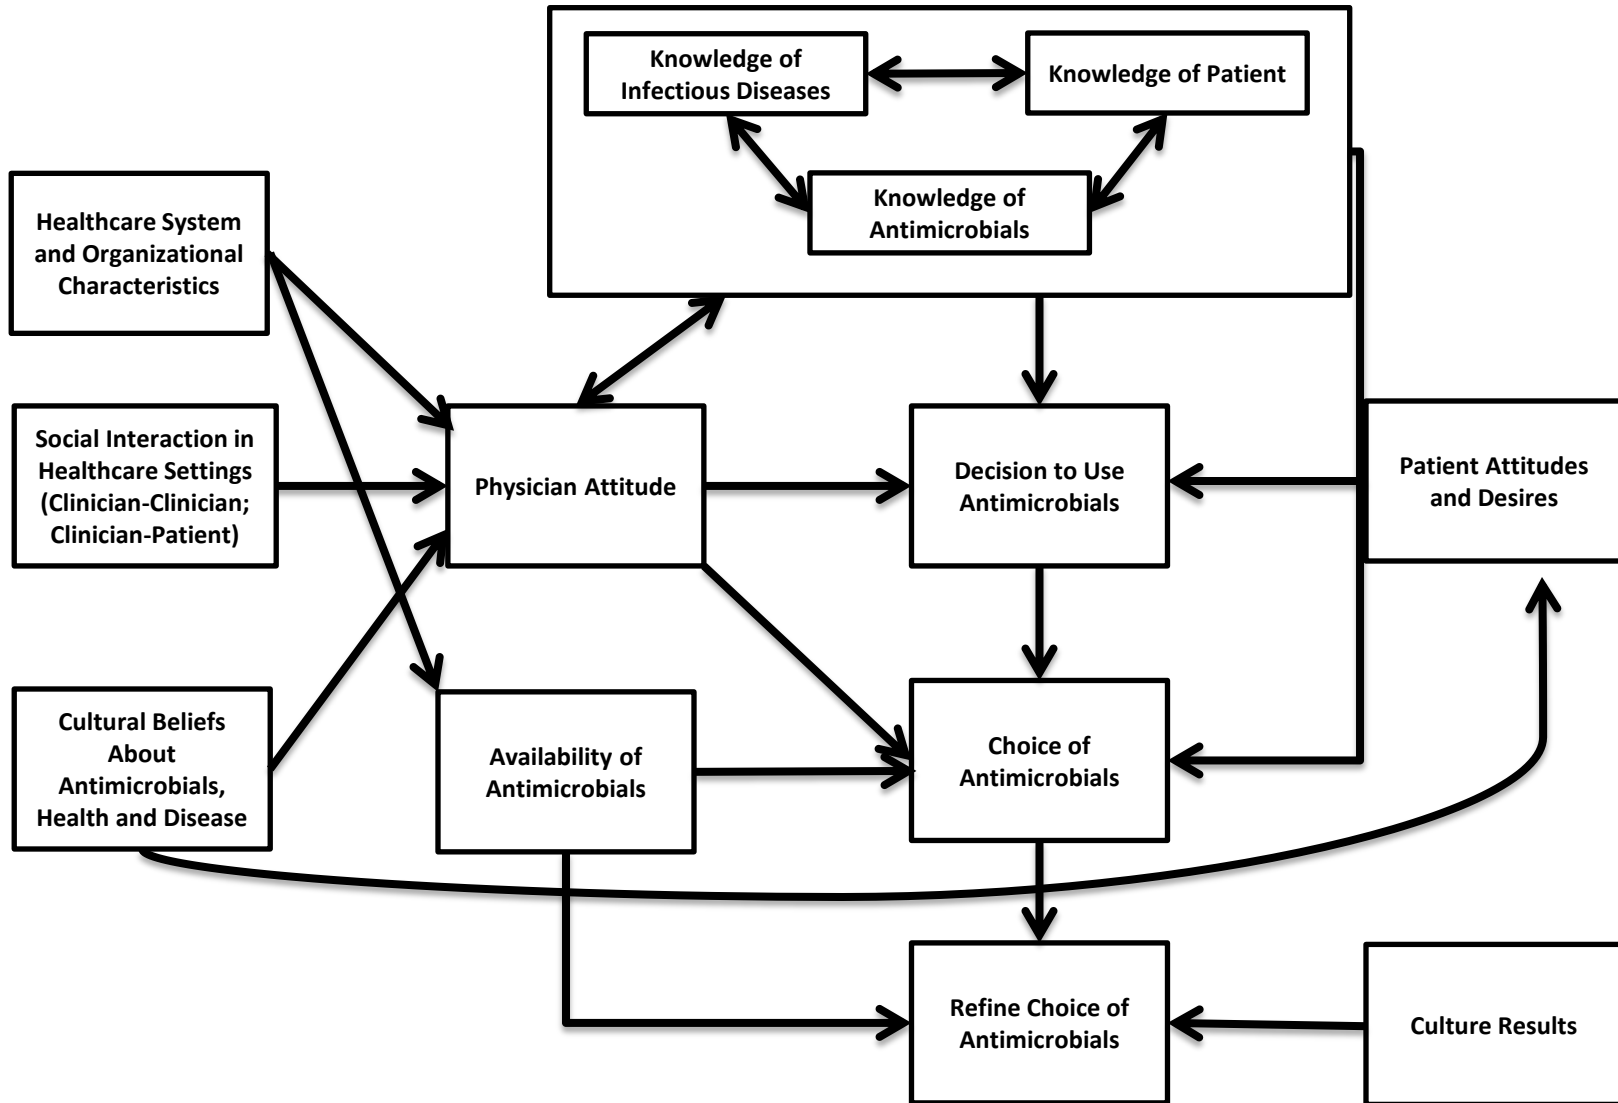 Knowledge of
Infectious Diseases
Knowledge of Patient
Knowledge of
Antimicrobials
Healthcare System
and Organizational
Characteristics
Social Interaction in
Healthcare Settings
(Clinician-Clinician;
Clinician-Patient)
Physician Attitude
Decision to Use
Antimicrobials
Patient Attitudes
and Desires
Cultural Beliefs
About
Antimicrobials,
Health and Disease
Availability of
Antimicrobials
Choice of
Antimicrobials
Refine Choice of
Antimicrobials
Culture Results